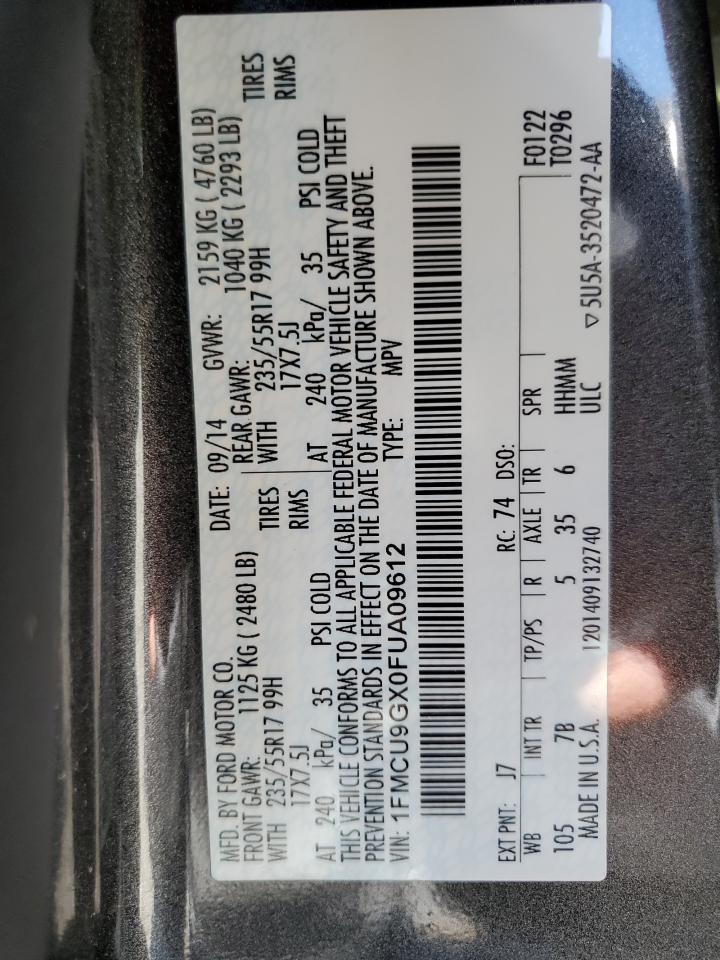 MFD. BY FORD MOTOR CO. DATE: 09/14 GVWR: 2159 KG ( 4760 LB)
FRONT GAWR: 1125 KG ( 2480 LB) REAR GAWR: 1040 KG ( 2293 LB)
WITH 235/55R17 99H TIRES WITH 235/55R17 99H TIRES
17X7.5J RIMS 17X7.5J RIMS
AT 240 kPa/ 35 PSI COLD AT 240 kPa/ 35 PSI COLD
THIS VEHICLE CONFORMS TO ALL APPLICABLE FEDERAL MOTOR VEHICLE SAFETY AND THEFT
PREVENTION STANDARDS IN EFFECT ON THE DATE OF MANUFACTURE SHOWN ABOVE.
VIN: 1FMCU9GX0FUA09612 TYPE: MPV
EXT PNT: J7 RC: 74 DSO:
WB INT TR TP/PS R AXLE TR SPR F0122
105 7B 5 35 6 HHMM T0296
MADE IN U.S.A. 1201409132740 ULC ▽5U5A-3520472-AA